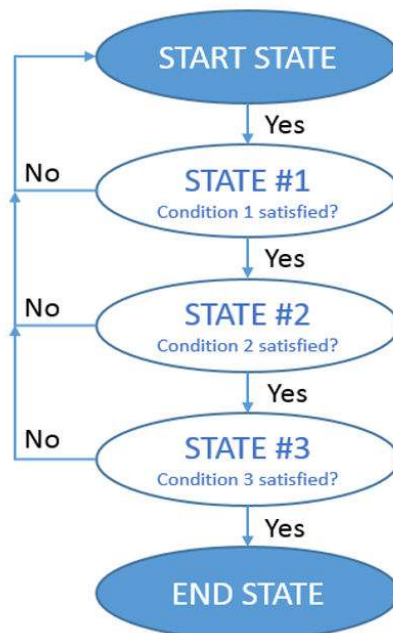 START STATE
Yes
No
STATE #1
Condition 1 satisfied?
Yes
No
STATE #2
Condition 2 satisfied?
Yes
No
STATE #3
Condition 3 satisfied?
Yes
END STATE